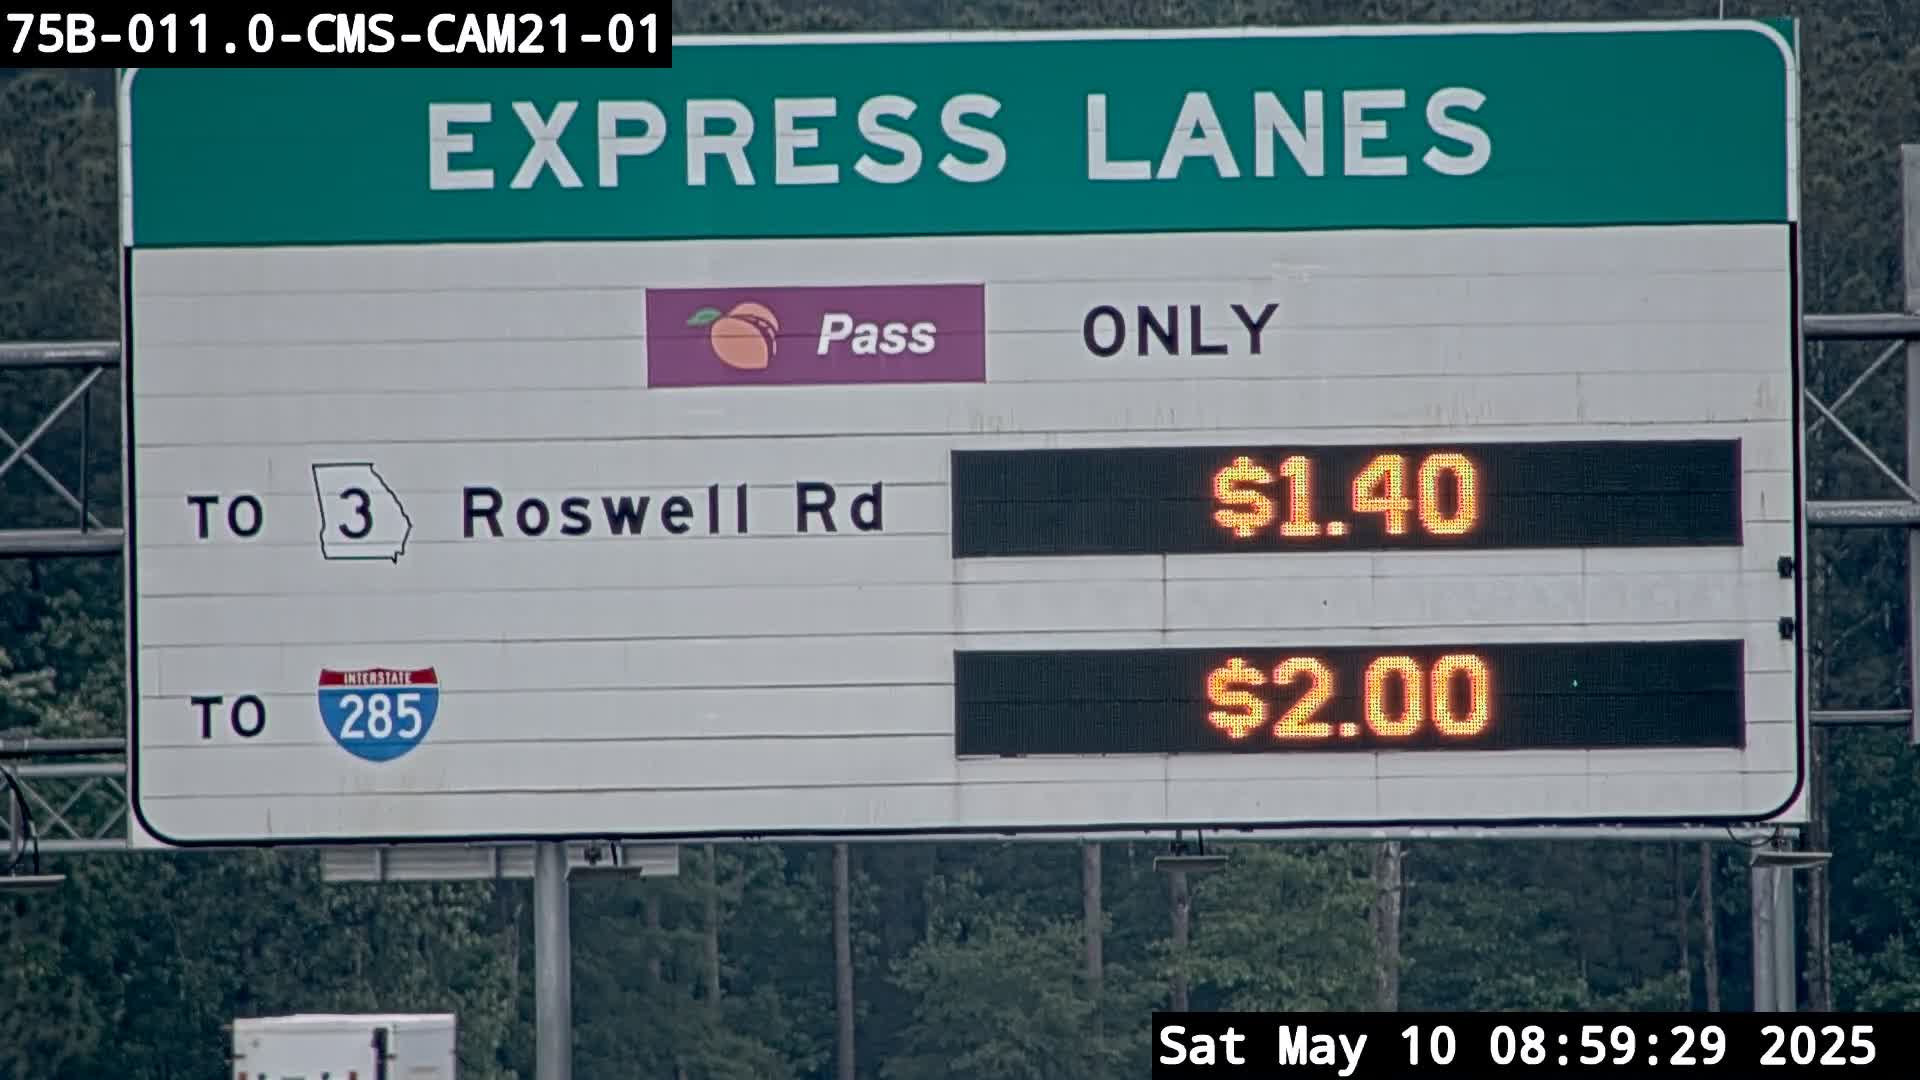 75B-011.0-CMS-CAM21-01
EXPRESS LANES
Pass ONLY
TO 3 Roswell Rd $1.40
TO INTERSTATE 285 $2.00
Sat May 10 08:59:29 2025